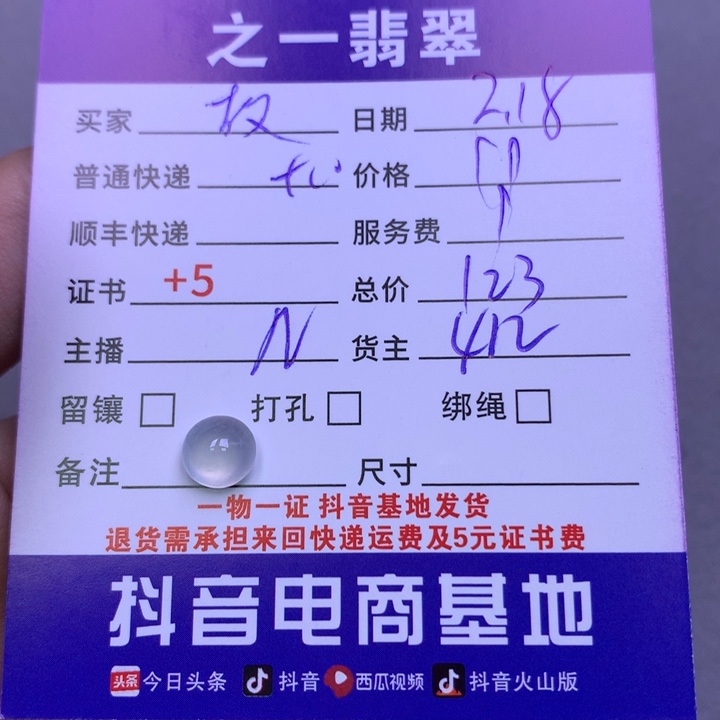 之一翡翠
买家 日期 2.18
普通快递 价格
顺丰快递 服务费
证书 +5 总价 123
主播 N 货主
留镶 打孔 绑绳
备注 尺寸
一物一证 抖音基地发货
退货需承担来回快递运费及5元证书费
抖音电商基地
头条 今日头条 抖音 西瓜视频 抖音火山版